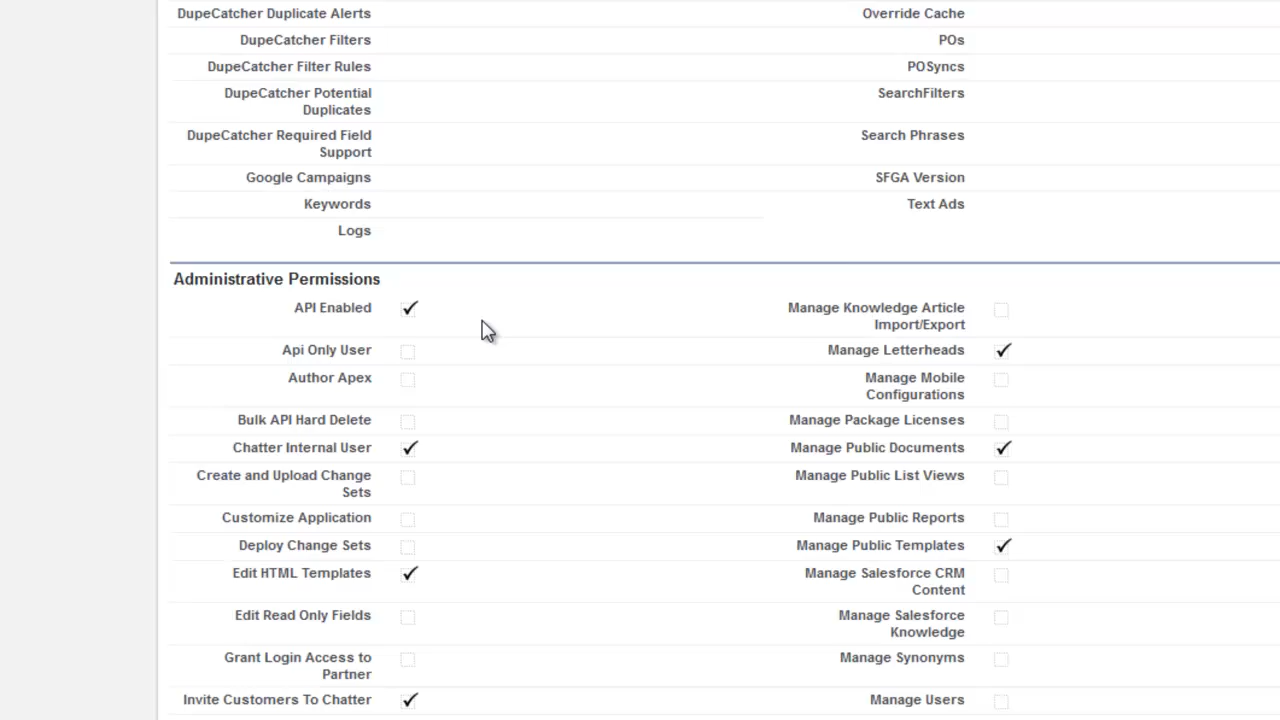 DupeCatcher Duplicate Alerts
Override Cache
DupeCatcher Filters
POs
DupeCatcher Filter Rules
POSyncs
DupeCatcher Potential
Duplicates
SearchFilters
DupeCatcher Required Field
Support
Search Phrases
Google Campaigns
SFGA Version
Keywords
Text Ads
Logs
Administrative Permissions
API Enabled
Manage Knowledge Article
Import/Export
Api Only User
Manage Letterheads
Author Apex
Manage Mobile
Configurations
Bulk API Hard Delete
Manage Package Licenses
Chatter Internal User
Manage Public Documents
Create and Upload Change
Sets
Manage Public List Views
Customize Application
Manage Public Reports
Deploy Change Sets
Manage Public Templates
Edit HTML Templates
Manage Salesforce CRM
Content
Edit Read Only Fields
Manage Salesforce
Knowledge
Grant Login Access to
Partner
Manage Synonyms
Invite Customers To Chatter
Manage Users